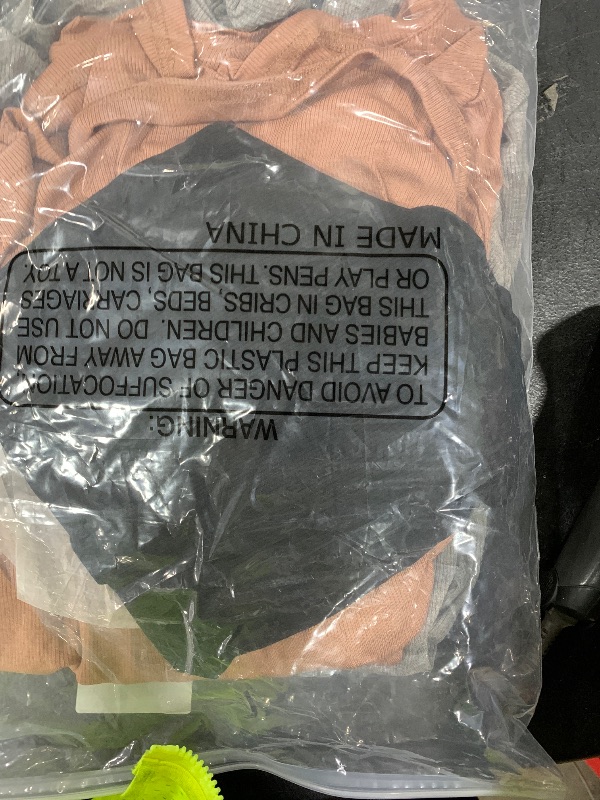 WARNING:
TO AVOID DANGER OF SUFFOCATION,
KEEP THIS PLASTIC BAG AWAY FROM
BABIES AND CHILDREN. DO NOT USE
THIS BAG IN CRIBS, BEDS, CARRIAGES
OR PLAY PENS. THIS BAG IS NOT A TOY.
MADE IN CHINA